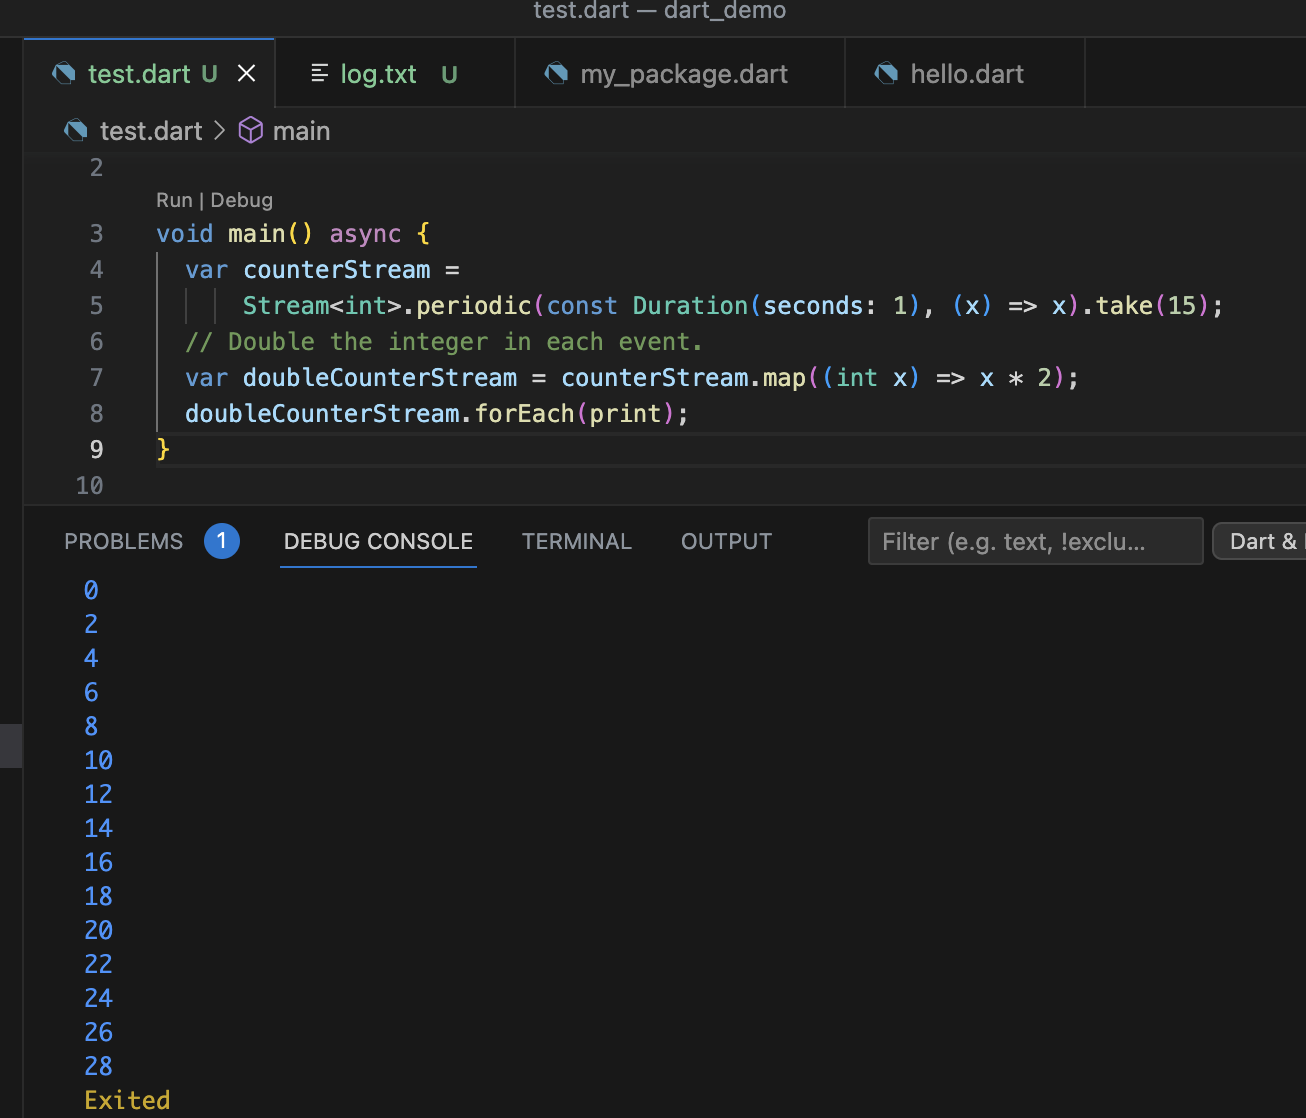 test.dart — dart_demo
test.dart U log.txt U my_package.dart hello.dart
test.dart > main
2
Run | Debug
3 void main() async {
4 var counterStream =
5 Stream<int>.periodic(const Duration(seconds: 1), (x) => x).take(15);
6 // Double the integer in each event.
7 var doubleCounterStream = counterStream.map((int x) => x * 2);
8 doubleCounterStream.forEach(print);
9 }
10
PROBLEMS 1 DEBUG CONSOLE TERMINAL OUTPUT Filter (e.g. text, !exclu... Dart &
0
2
4
6
8
10
12
14
16
18
20
22
24
26
28
Exited